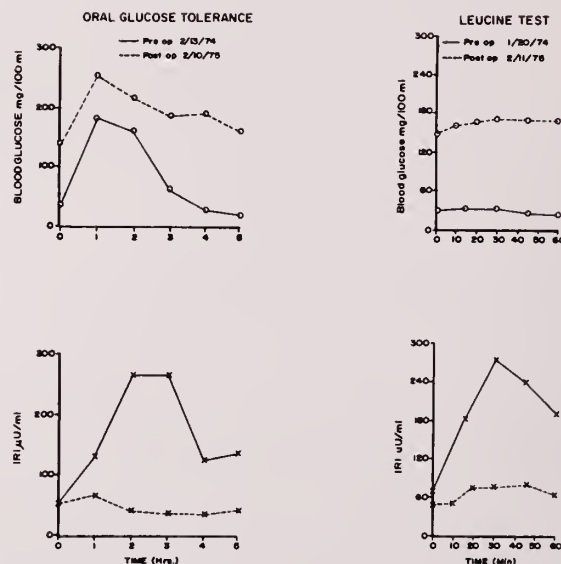 ORAL GLUCOSE TOLERANCE
Pre op 2/13/74
Post op 2/10/75
BLOOD GLUCOSE mg/100 ml
300
200
100
0
0 1 2 3 4 5
LEUCINE TEST
Pre op 1/20/74
Post op 2/11/75
Blood glucose mg/100 ml
300
240
180
120
60
0
0 10 20 30 40 50 60
IRI µU/ml
300
200
100
0
0 1 2 3 4 5
TIME (Hrs.)
IRI uU/ml
300
240
180
120
60
0
0 10 20 30 40 50 60
TIME (Min)